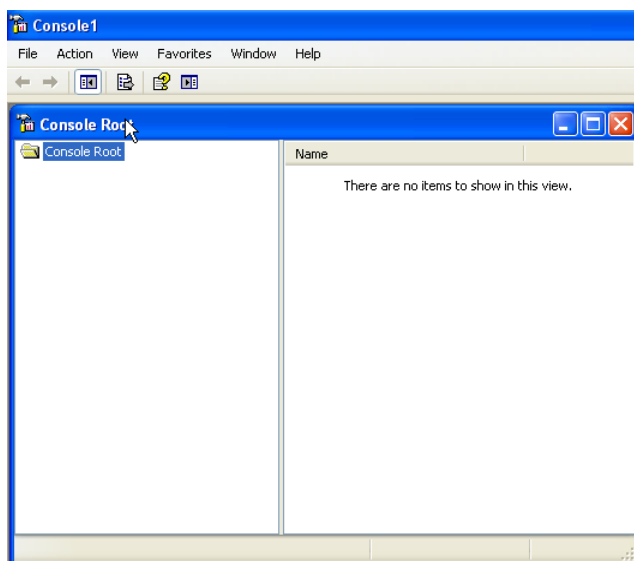 Console1
File Action View Favorites Window Help
Console Root
Console Root
Name
There are no items to show in this view.